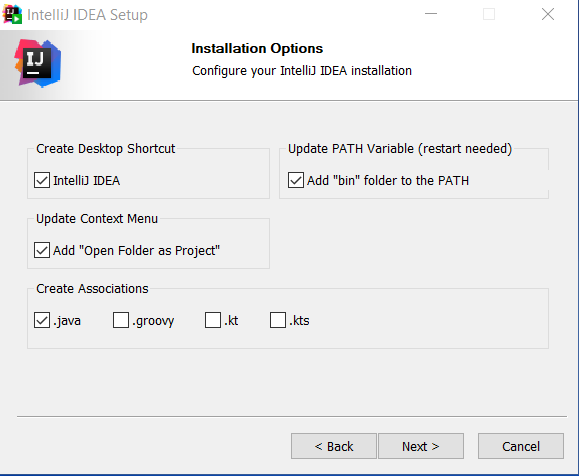 IntelliJ IDEA Setup
IJ
Installation Options
Configure your IntelliJ IDEA installation
Create Desktop Shortcut
IntelliJ IDEA
Update PATH Variable (restart needed)
Add "bin" folder to the PATH
Update Context Menu
Add "Open Folder as Project"
Create Associations
.java .groovy .kt .kts
< Back Next > Cancel